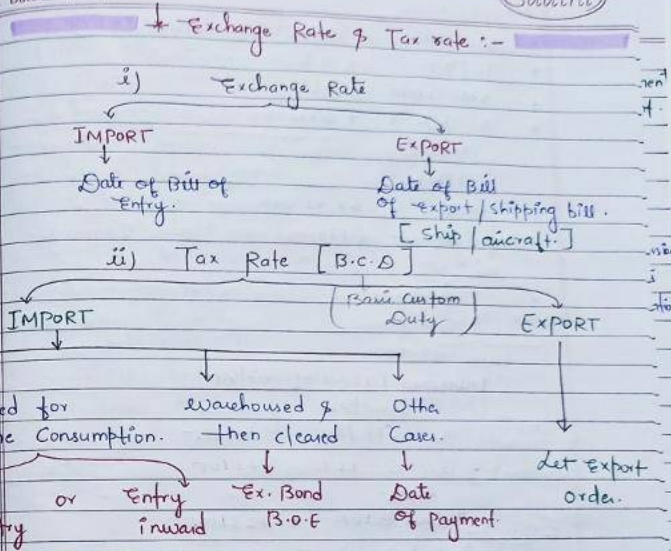 Exchange Rate & Tax rate :-
i) Exchange Rate
IMPORT
EXPORT
Date of Bill of
Entry.
Date of Bill
of Export / Shipping bill.
[ Ship / aircraft. ]
ii) Tax Rate [ B.C.D ]
( Basic Custom
Duty )
IMPORT
EXPORT
ed for
Consumption.
warehoused &
then cleared
Other
Cases.
or
Entry
inward
Ex. Bond
B.O.E
Date
of payment.
Let Export
order.